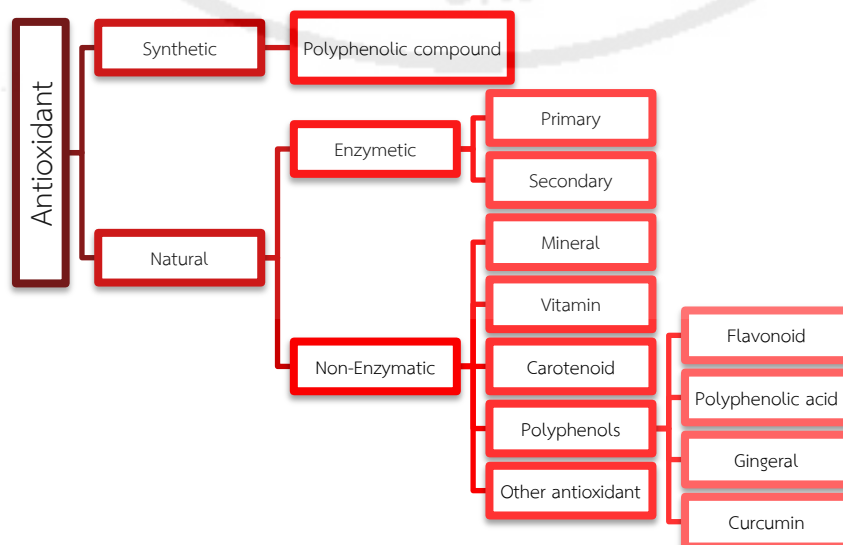 Antioxidant
Synthetic
Polyphenolic compound
Natural
Enzymetic
Primary
Secondary
Non-Enzymatic
Mineral
Vitamin
Carotenoid
Polyphenols
Flavonoid
Polyphenolic acid
Gingeral
Curcumin
Other antioxidant